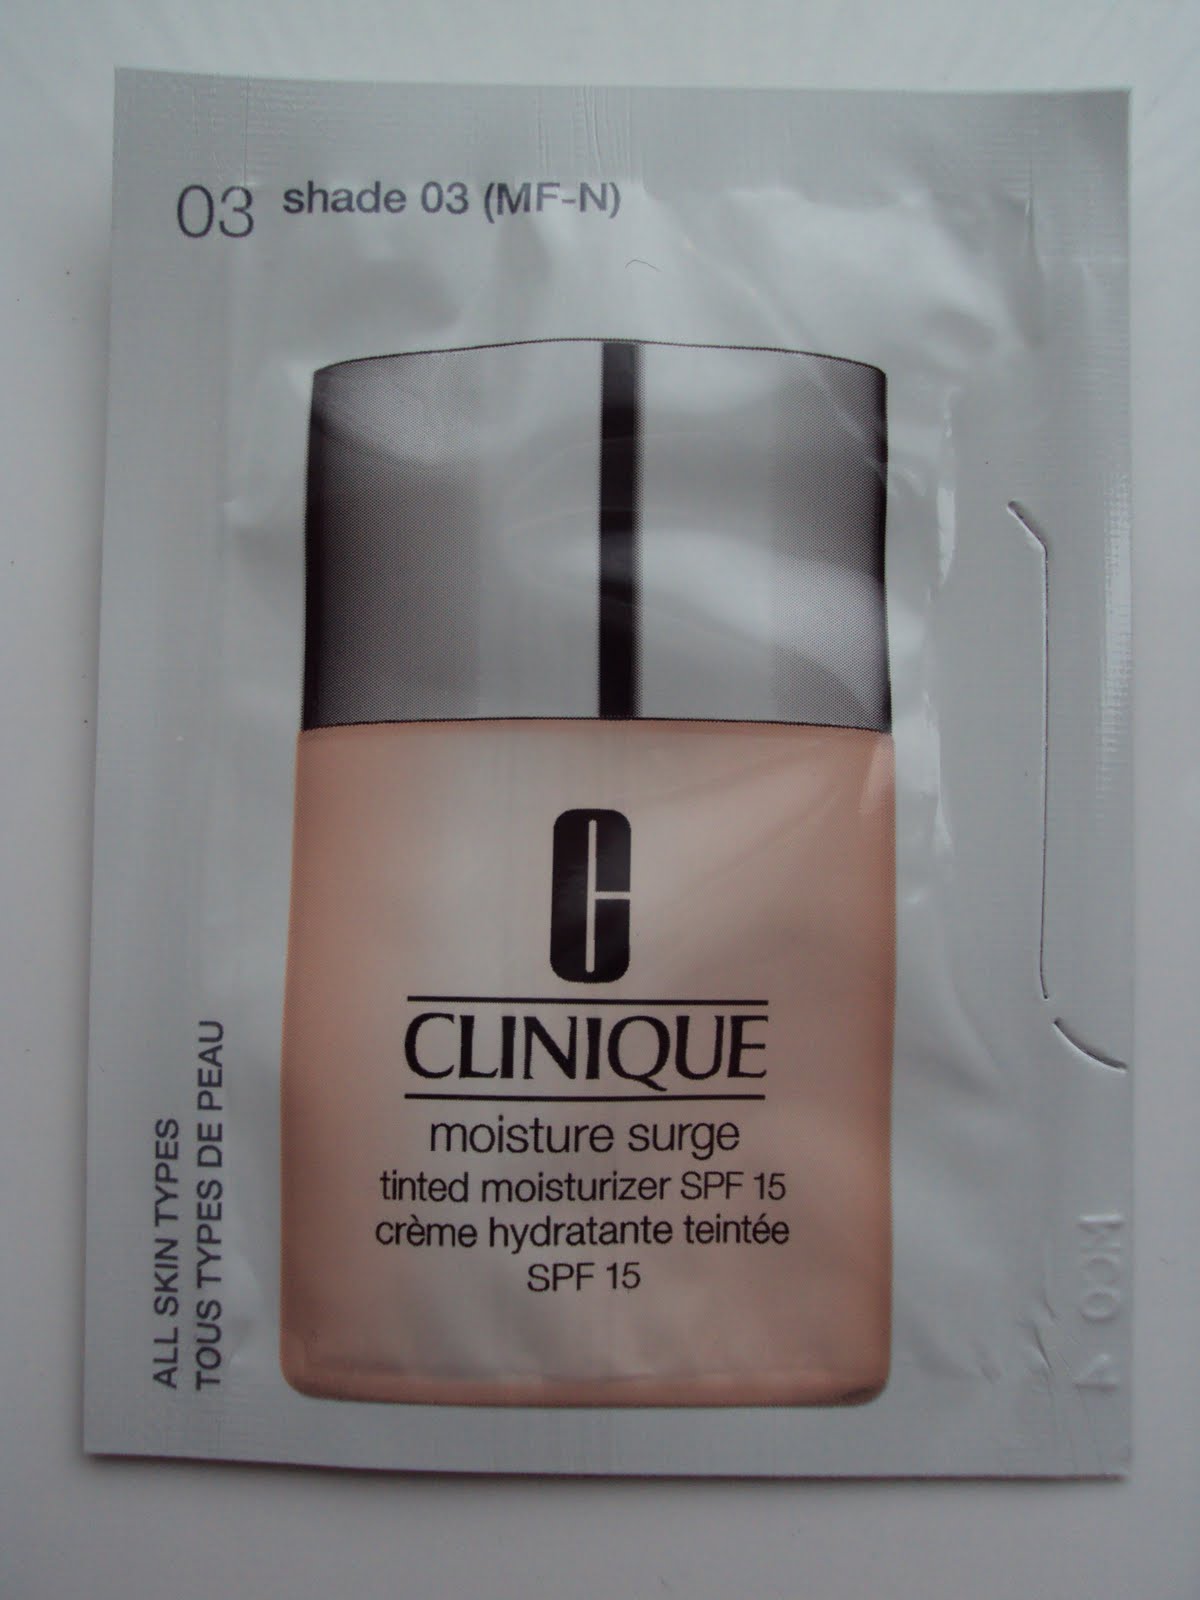 03 shade 03 (MF-N)
C
CLINIQUE
moisture surge
tinted moisturizer SPF 15
crème hydratante teintée
SPF 15
ALL SKIN TYPES
TOUS TYPES DE PEAU